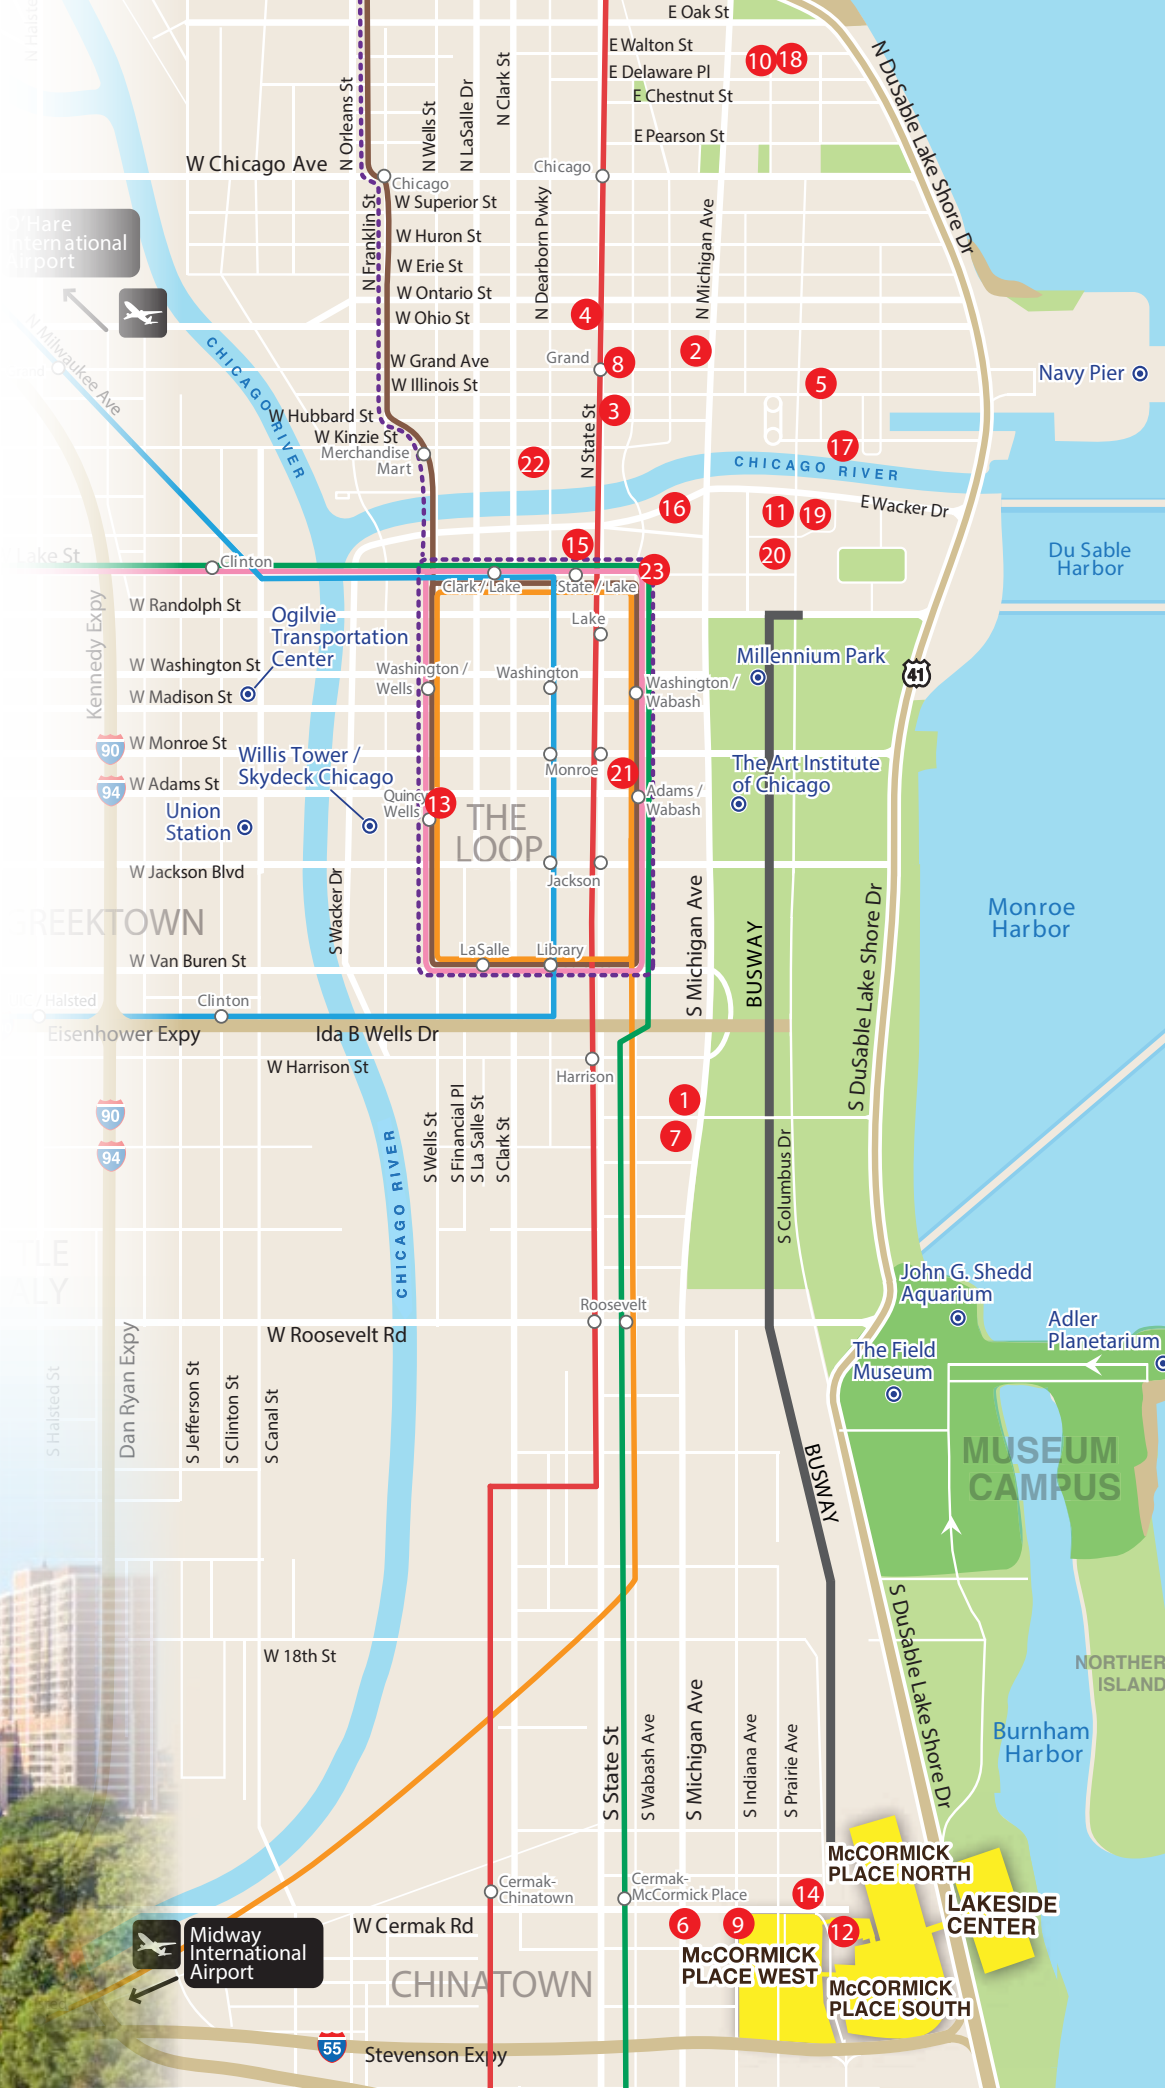 E Oak St
N Halste
E Walton St
10
18
E Delaware Pl
E Chestnut St
N DuSable Lake Shore Dr
N Orleans St
N Wells St
N LaSalle Dr
N Clark St
E Pearson St
W Chicago Ave
Chicago
Chicago
W Superior St
O'Hare
International
Airport
W Huron St
N Franklin St
N Dearborn Pwky
N Michigan Ave
W Erie St
W Ontario St
W Ohio St
4
N Milwaukee Ave
CHICAGO RIVER
W Grand Ave
Grand
8
2
Navy Pier
W Illinois St
5
W Hubbard St
3
W Kinzie St
Merchandise
Mart
N State St
22
17
CHICAGO RIVER
16
11
19
E Wacker Dr
15
20
Lake St
Clinton
23
Du Sable
Harbor
Clark / Lake
State / Lake
W Randolph St
Ogilvie
Transportation
Center
Lake
Kennedy Expy
W Washington St
Washington /
Wells
Washington
Washington /
Wabash
Millennium Park
41
W Madison St
90
W Monroe St
Willis Tower /
Skydeck Chicago
Monroe
21
The Art Institute
of Chicago
94
W Adams St
Quincy
Wells
13
Adams /
Wabash
Union
Station
THE
LOOP
W Jackson Blvd
Jackson
GREEKTOWN
S Wacker Dr
S Michigan Ave
BUSWAY
S DuSable Lake Shore Dr
Monroe
Harbor
W Van Buren St
LaSalle
Library
/ Halsted
Clinton
Eisenhower Expy
Ida B Wells Dr
W Harrison St
Harrison
90
94
1
7
CHICAGO RIVER
S Wells St
S Financial Pl
S La Salle St
S Clark St
S Columbus Dr
TLE
ALY
John G. Shedd
Aquarium
Roosevelt
W Roosevelt Rd
Adler
Planetarium
The Field
Museum
S Halsted St
Dan Ryan Expy
S Jefferson St
S Clinton St
S Canal St
MUSEUM
CAMPUS
BUSWAY
S DuSable Lake Shore Dr
W 18th St
NORTHER
ISLAND
Burnham
Harbor
S State St
S Wabash Ave
S Michigan Ave
S Indiana Ave
S Prairie Ave
McCORMICK
PLACE NORTH
Cermak-
Chinatown
Cermak-
McCormick Place
14
LAKESIDE
CENTER
W Cermak Rd
6
9
12
Midway
International
Airport
McCORMICK
PLACE WEST
CHINATOWN
McCORMICK
PLACE SOUTH
55
Stevenson Expy